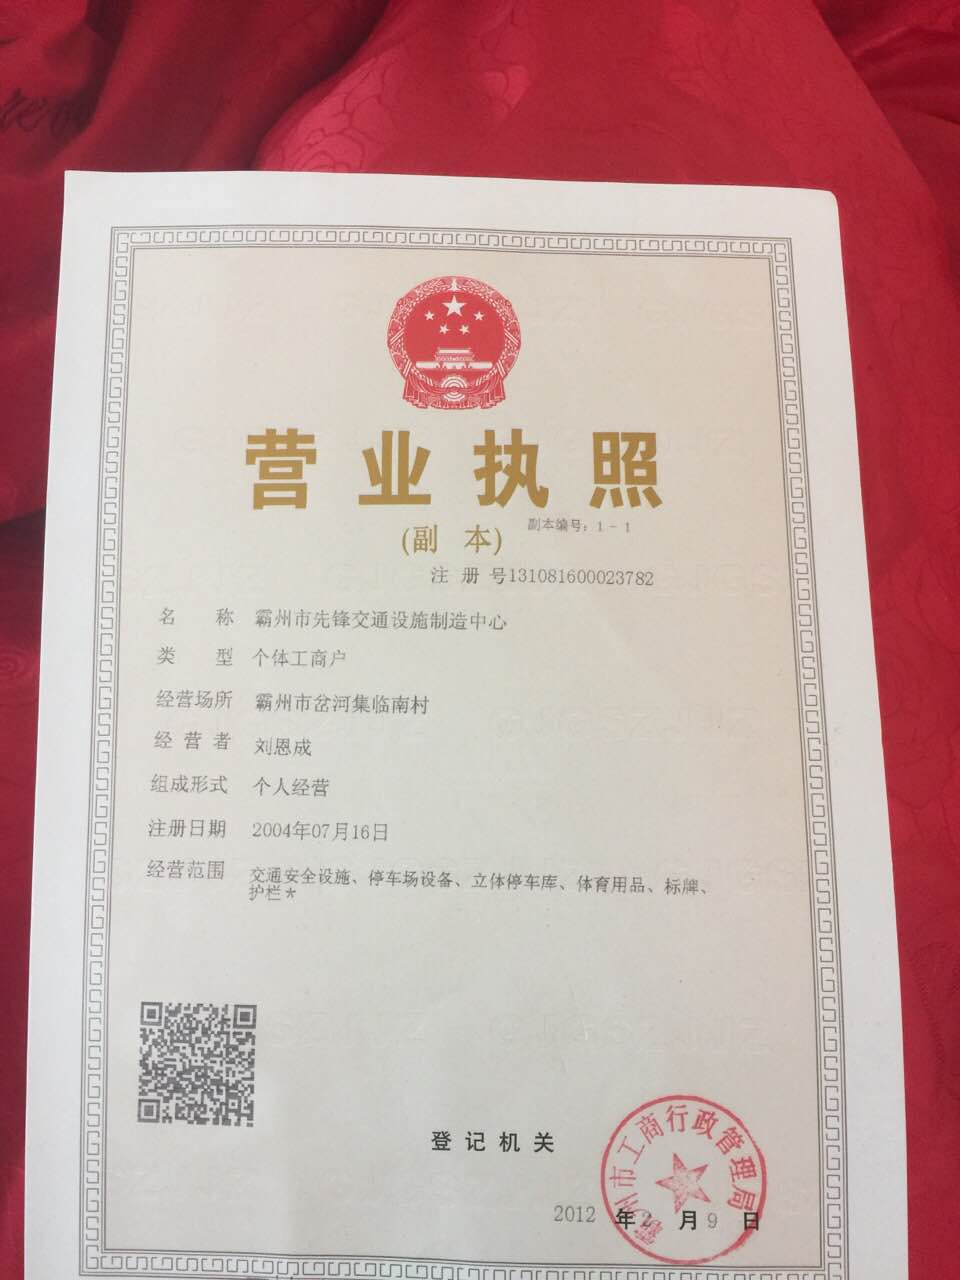 营业执照
(副 本)
副本编号：1-1
注 册 号131081600023782
名 称 霸州市先锋交通设施制造中心
类 型 个体工商户
经营场所 霸州市岔河集临南村
经 营 者 刘恩成
组成形式 个人经营
注册日期 2004年07月16日
经营范围 交通安全设施、停车场设备、立体停车库、体育用品、标牌、
护栏*
登 记 机 关
霸州市工商行政管理局
2012 年2 月9 日